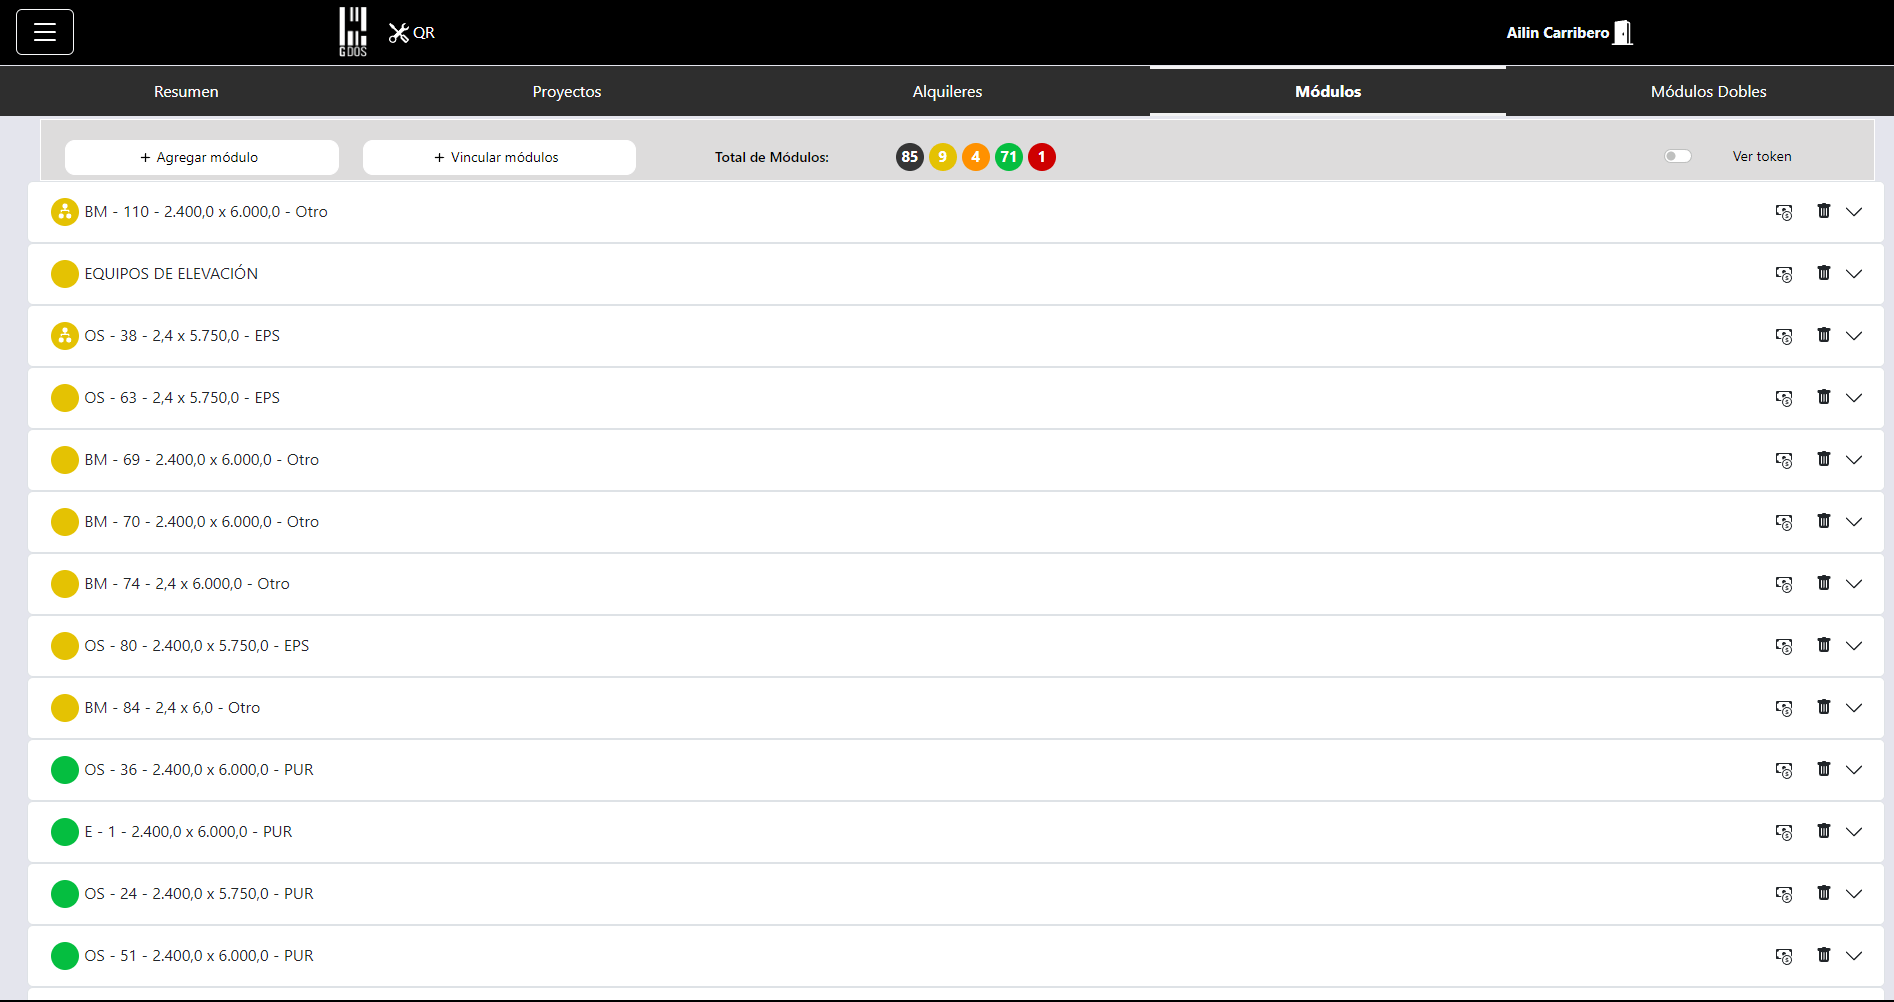 GDOS
QR
Ailin Carribero
Resumen
Proyectos
Alquileres
Módulos
Módulos Dobles
+ Agregar módulo
+ Vincular módulos
Total de Módulos:
85
9
4
71
1
Ver token
BM - 110 - 2.400,0 x 6.000,0 - Otro
EQUIPOS DE ELEVACIÓN
OS - 38 - 2,4 x 5.750,0 - EPS
OS - 63 - 2,4 x 5.750,0 - EPS
BM - 69 - 2.400,0 x 6.000,0 - Otro
BM - 70 - 2.400,0 x 6.000,0 - Otro
BM - 74 - 2,4 x 6.000,0 - Otro
OS - 80 - 2.400,0 x 5.750,0 - EPS
BM - 84 - 2,4 x 6,0 - Otro
OS - 36 - 2.400,0 x 6.000,0 - PUR
E - 1 - 2.400,0 x 6.000,0 - PUR
OS - 24 - 2.400,0 x 5.750,0 - PUR
OS - 51 - 2.400,0 x 6.000,0 - PUR